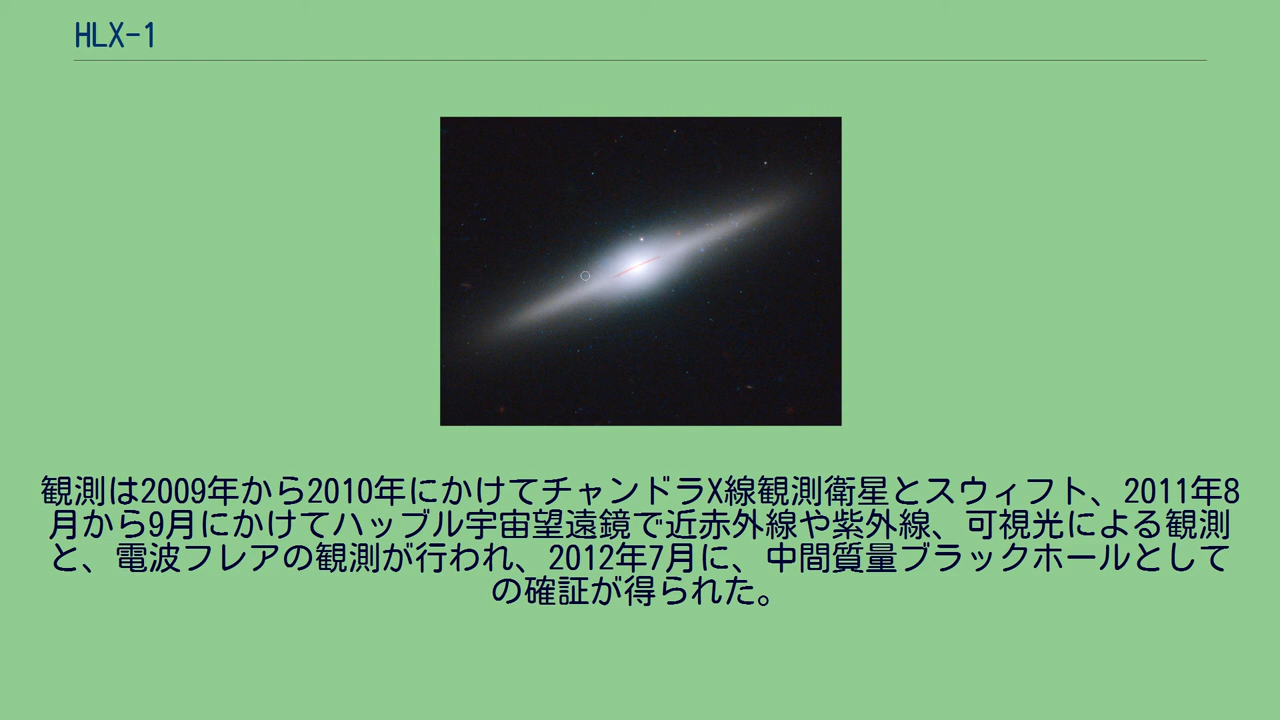 HLX-1
観測は2009年から2010年にかけてチャンドラX線観測衛星とスウィフト、2011年8
月から9月にかけてハッブル宇宙望遠鏡で近赤外線や紫外線、可視光による観測
と、電波フレアの観測が行われ、2012年7月に、中間質量ブラックホールとして
の確証が得られた。